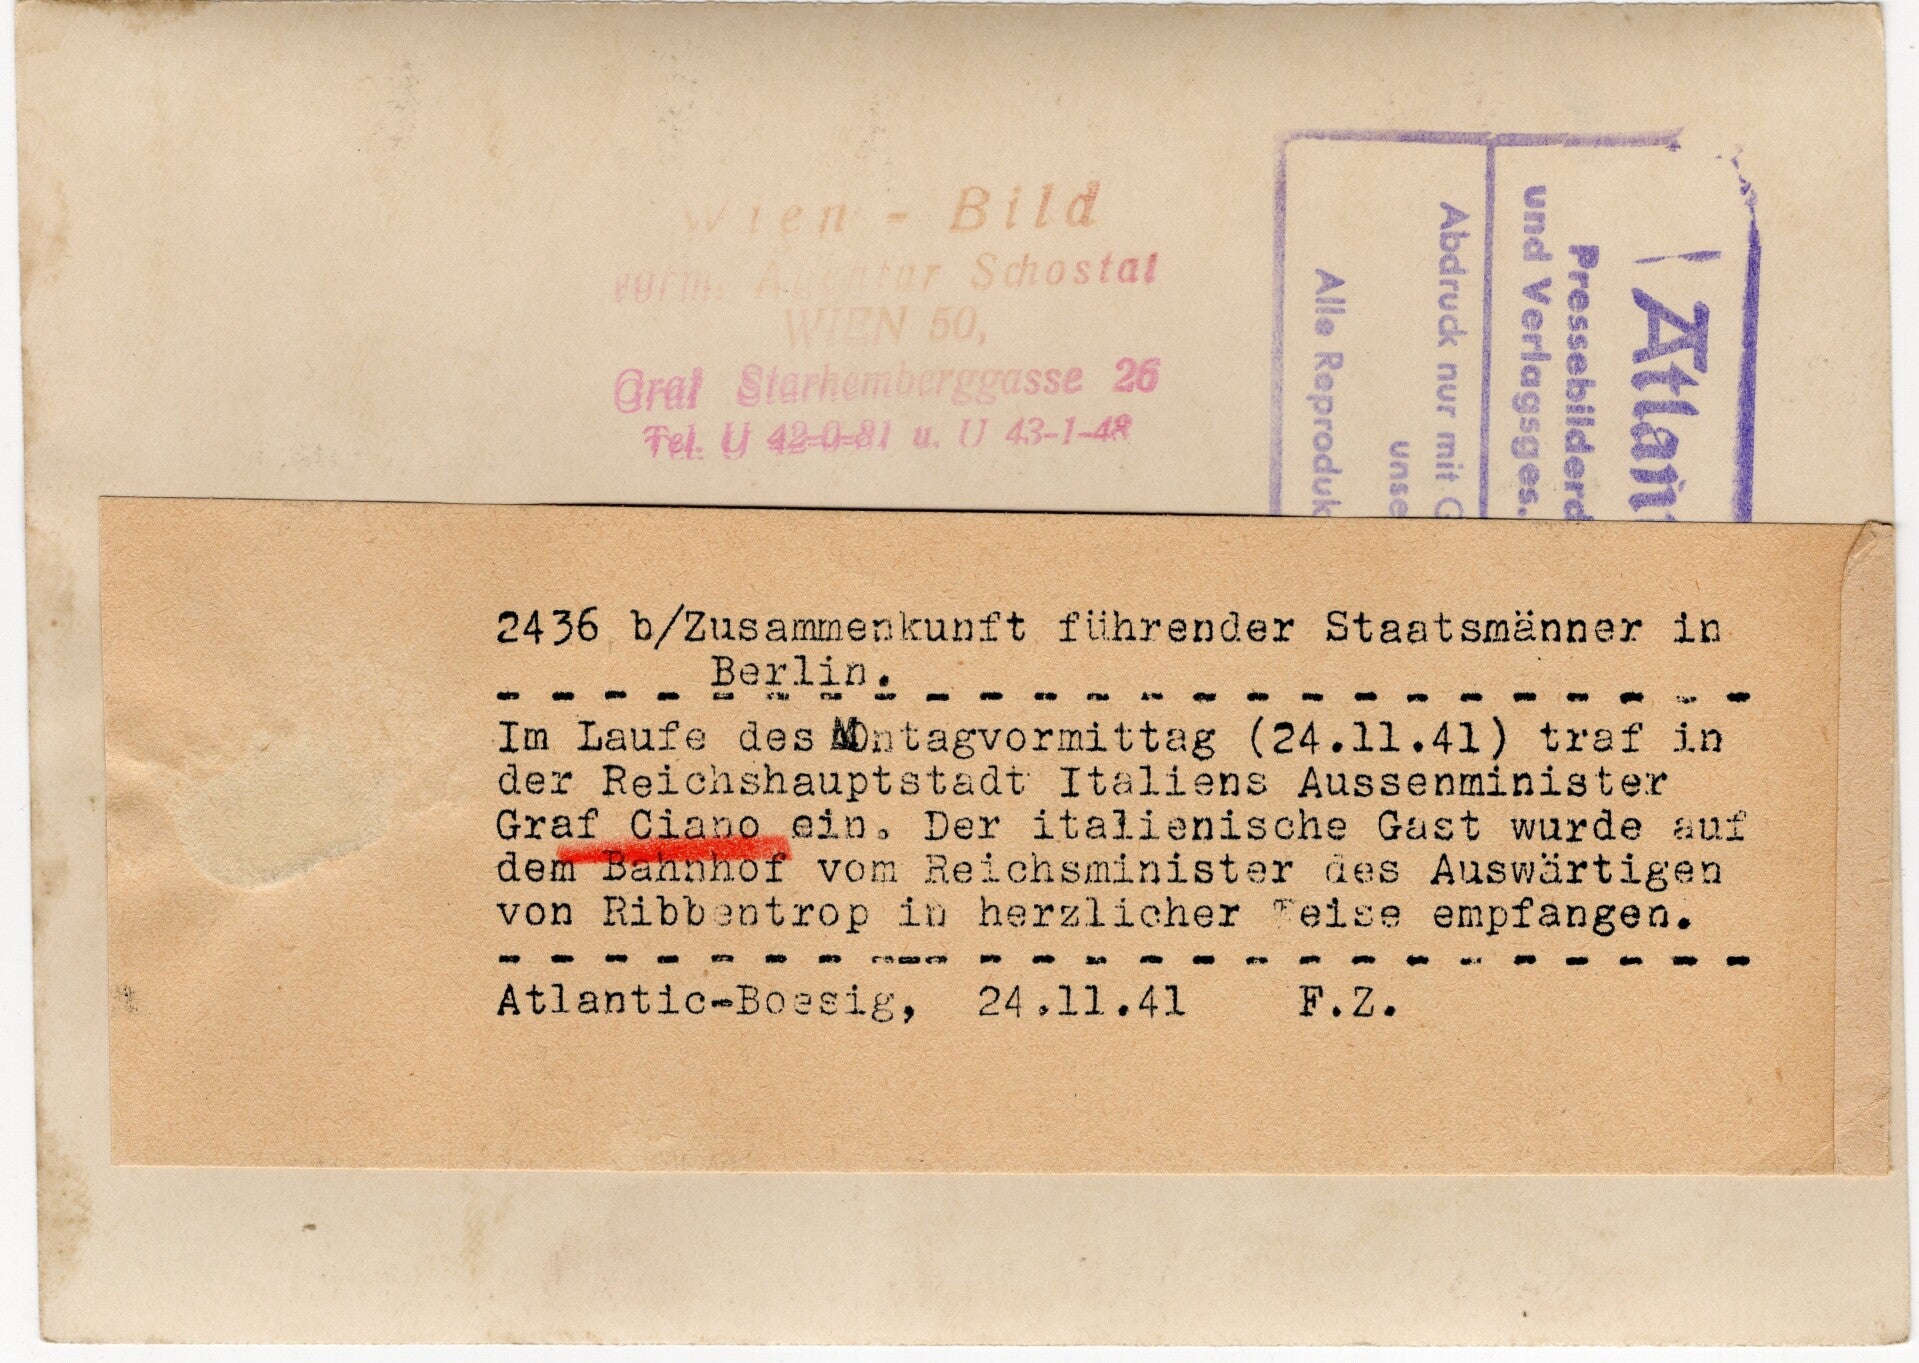 Wien - Bild
vorm. Agentur Schostal
WIEN 50,
Graf Starhemberggasse 26
Tel. U 42-0-81 u. U 43-1-48
Atlan
Pressebilderd
und Verlagsges.
Abdruck nur mit G
unse
Alle Reproduk
2436 b/Zusammenkunft führender Staatsmänner in
Berlin.
Im Laufe des Montagvormittag (24.11.41) traf in
der Reichshauptstadt Italiens Aussenminister
Graf Ciano ein. Der italienische Gast wurde auf
dem Bahnhof vom Reichsminister des Auswärtigen
von Ribbentrop in herzlicher Weise empfangen.
Atlantic-Boesig, 24.11.41 F.Z.